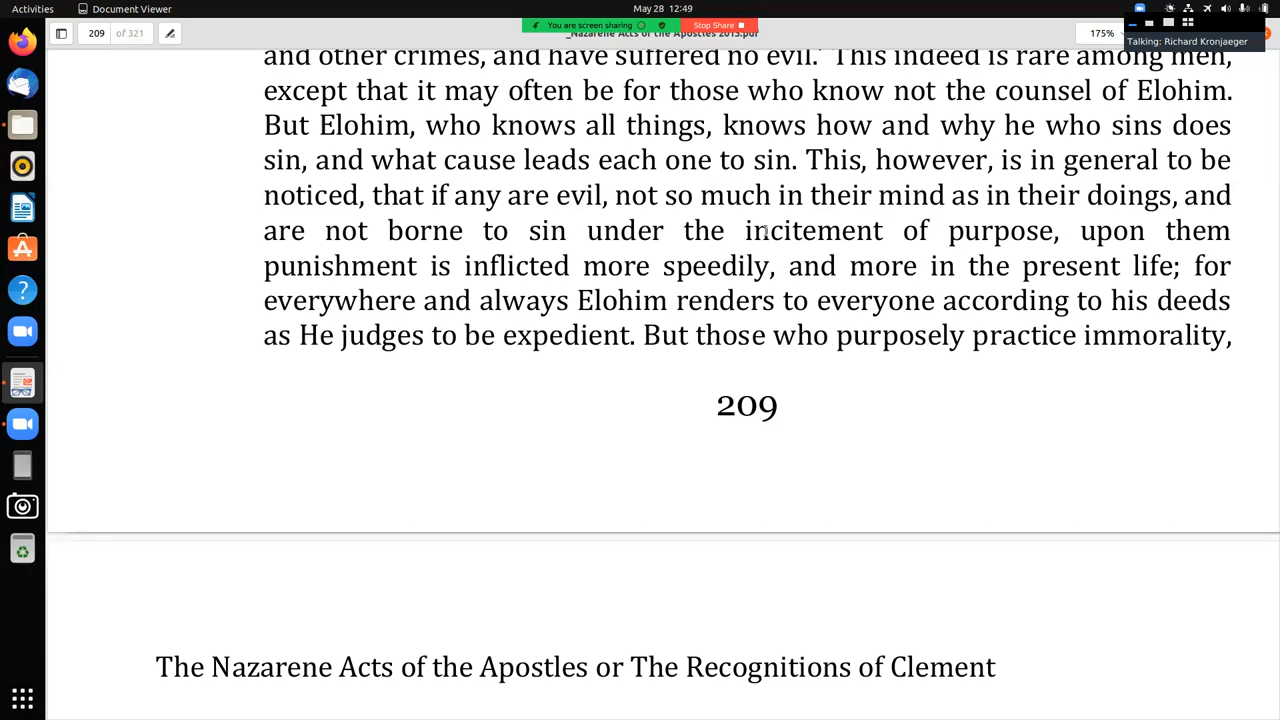 Activities
Document Viewer
May 28 12:49
You are screen sharing
Stop Share
209 of 321
_Nazarene Acts of the Apostles 2015.pdf
175%
Talking: Richard Kronjaeger
and other crimes, and have suffered no evil.' This indeed is rare among men,
except that it may often be for those who know not the counsel of Elohim.
But Elohim, who knows all things, knows how and why he who sins does
sin, and what cause leads each one to sin. This, however, is in general to be
noticed, that if any are evil, not so much in their mind as in their doings, and
are not borne to sin under the incitement of purpose, upon them
punishment is inflicted more speedily, and more in the present life; for
everywhere and always Elohim renders to everyone according to his deeds
as He judges to be expedient. But those who purposely practice immorality,
209
The Nazarene Acts of the Apostles or The Recognitions of Clement